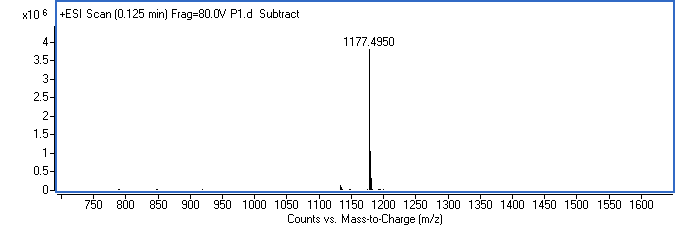 x10 6
+ESI Scan (0.125 min) Frag=80.0V P1.d Subtract
1177.4950
4
3.5
3
2.5
2
1.5
1
0.5
0
750 800 850 900 950 1000 1050 1100 1150 1200 1250 1300 1350 1400 1450 1500 1550 1600
Counts vs. Mass-to-Charge (m/z)